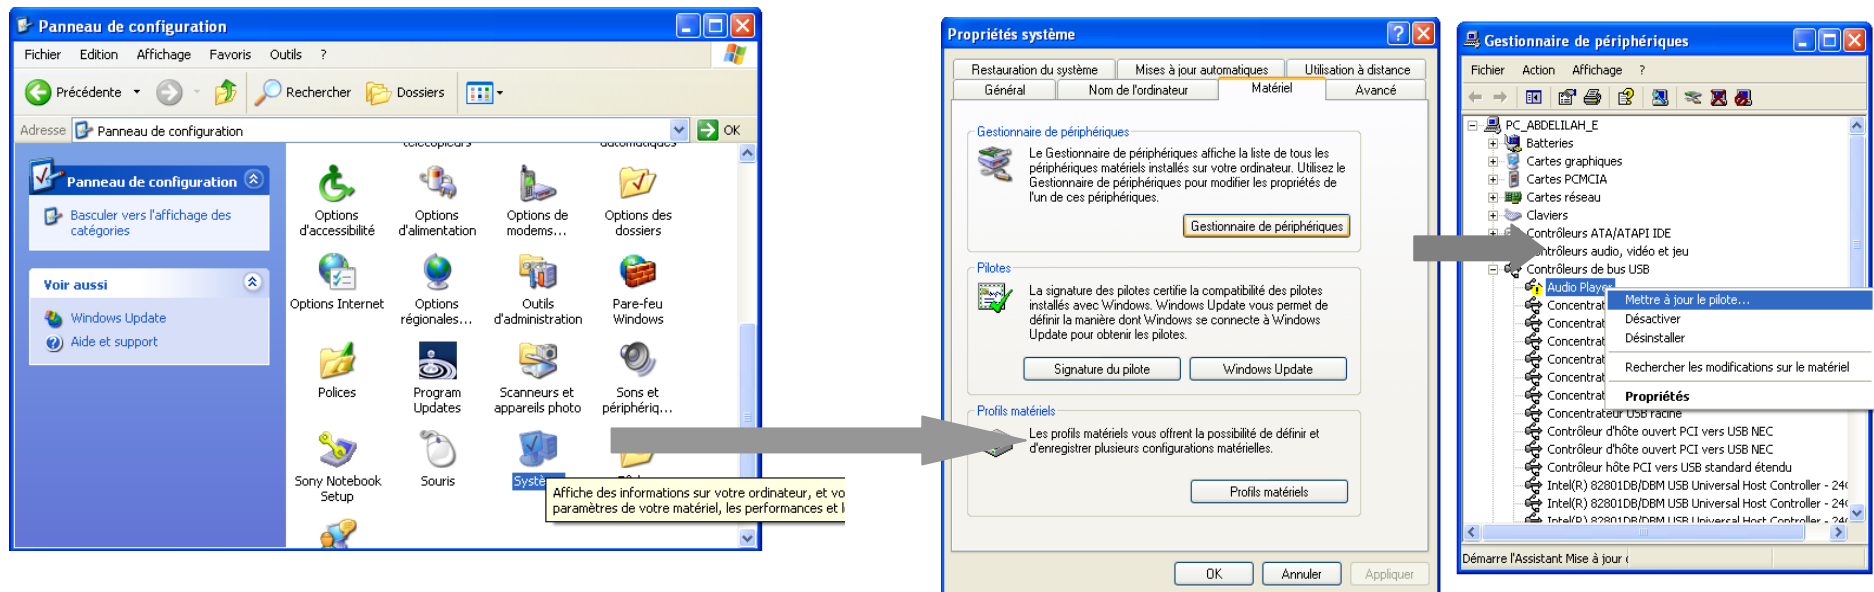 Panneau de configuration
Fichier Edition Affichage Favoris Outils ?
Précédente Rechercher Dossiers
Adresse Panneau de configuration OK
Panneau de configuration
Basculer vers l'affichage des
catégories
Voir aussi
Windows Update
Aide et support
télécopieurs automatiques
Options
d'accessibilité
Options
d'alimentation
Options de
modems...
Options des
dossiers
Options Internet
Options
régionales...
Outils
d'administration
Pare-feu
Windows
Polices
Program
Updates
Scanneurs et
appareils photo
Sons et
périphériq...
Sony Notebook
Setup
Souris
Systè
Affiche des informations sur votre ordinateur, et vo
paramètres de votre matériel, les performances et l
Propriétés système
Restauration du système Mises à jour automatiques Utilisation à distance
Général Nom de l'ordinateur Matériel Avancé
Gestionnaire de périphériques
Le Gestionnaire de périphériques affiche la liste de tous les
périphériques matériels installés sur votre ordinateur. Utilisez le
Gestionnaire de périphériques pour modifier les propriétés de
l'un de ces périphériques.
Gestionnaire de périphériques
Pilotes
La signature des pilotes certifie la compatibilité des pilotes
installés avec Windows. Windows Update vous permet de
définir la manière dont Windows se connecte à Windows
Update pour obtenir les pilotes.
Signature du pilote Windows Update
Profils matériels
Les profils matériels vous offrent la possibilité de définir et
d'enregistrer plusieurs configurations matérielles.
Profils matériels
OK Annuler Appliquer
Gestionnaire de périphériques
Fichier Action Affichage ?
PC_ABDELILAH_E
Batteries
Cartes graphiques
Cartes PCMCIA
Cartes réseau
Claviers
Contrôleurs ATA/ATAPI IDE
Contrôleurs audio, vidéo et jeu
Contrôleurs de bus USB
Audio Player
Concentrat
Concentrat
Concentrat
Concentrat
Concentrat
Concentrat
Concentrateur USB racine
Contrôleur d'hôte ouvert PCI vers USB NEC
Contrôleur d'hôte ouvert PCI vers USB NEC
Contrôleur hôte PCI vers USB standard étendu
Intel(R) 82801DB/DBM USB Universal Host Controller - 24
Intel(R) 82801DB/DBM USB Universal Host Controller - 24
Mettre à jour le pilote...
Désactiver
Désinstaller
Rechercher les modifications sur le matériel
Propriétés
Démarre l'Assistant Mise à jour